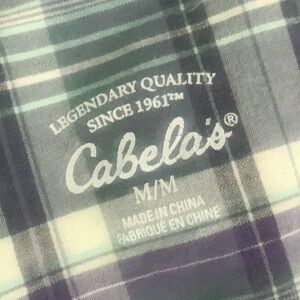 LEGENDARY QUALITY
SINCE 1961™
Cabela's®
M/M
MADE IN CHINA
FABRIQUÉ EN CHINE